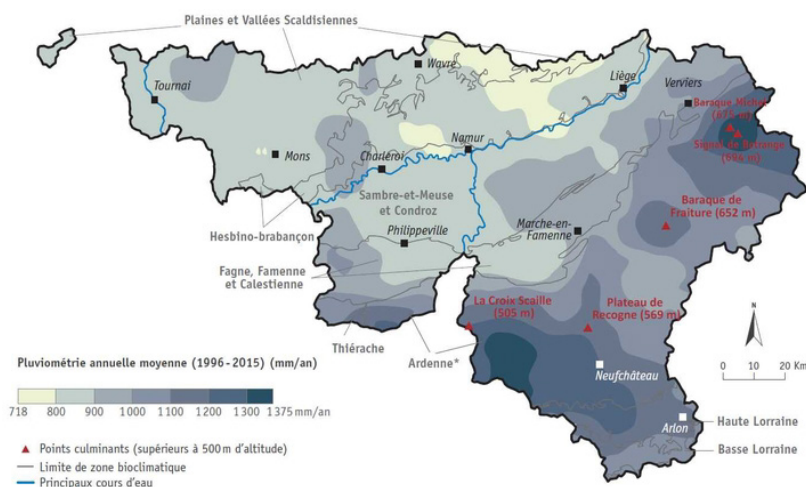 Plaines et Vallées Scaldisiennes
Wavre
Tournai
Liège
Verviers
Baraque Michel
(674 m)
Signal de Botrange
(694 m)
Mons
Charleroi
Namur
Sambre-et-Meuse
et Condroz
Hesbino-brabançon
Philippeville
Marche-en-
Famenne
Baraque de
Fraiture (652 m)
Fagne, Famenne
et Calestienne
La Croix Scaille
(505 m)
Plateau de
Recogne (569 m)
Thiérache
Ardenne*
Neufchâteau
N
0 10 20 Km
Arlon
Haute Lorraine
Basse Lorraine
Pluviométrie annuelle moyenne (1996-2015) (mm/an)
718 800 900 1000 1100 1200 1300 1375 mm/an
Points culminants (supérieurs à 500 m d'altitude)
Limite de zone bioclimatique
Principaux cours d'eau